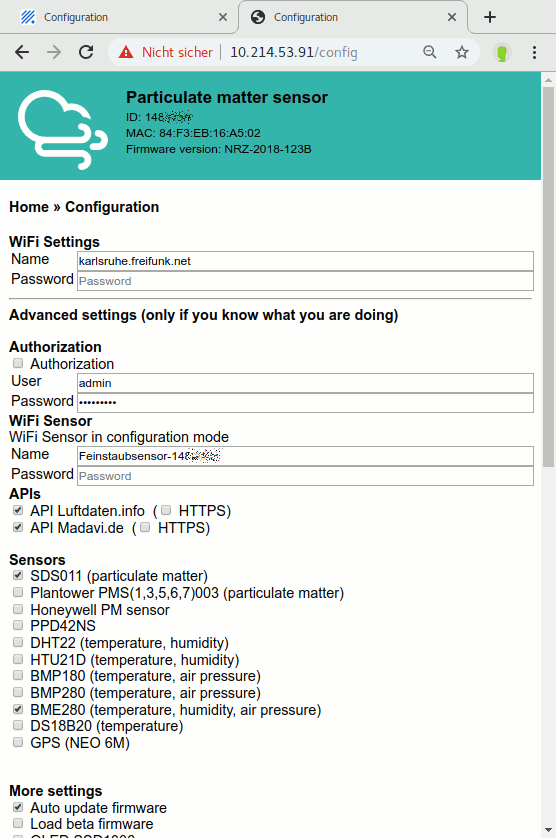 Configuration
Configuration
Nicht sicher
10.214.53.91/config
Particulate matter sensor
ID: 148
MAC: 84:F3:EB:16:A5:02
Firmware version: NRZ-2018-123B
Home » Configuration
WiFi Settings
Name karlsruhe.freifunk.net
Password Password
Advanced settings (only if you know what you are doing)
Authorization
Authorization
User admin
Password •••••••••
WiFi Sensor
WiFi Sensor in configuration mode
Name Feinstaubsensor-148
Password Password
APIs
API Luftdaten.info ( HTTPS)
API Madavi.de ( HTTPS)
Sensors
SDS011 (particulate matter)
Plantower PMS(1,3,5,6,7)003 (particulate matter)
Honeywell PM sensor
PPD42NS
DHT22 (temperature, humidity)
HTU21D (temperature, humidity)
BMP180 (temperature, air pressure)
BMP280 (temperature, air pressure)
BME280 (temperature, humidity, air pressure)
DS18B20 (temperature)
GPS (NEO 6M)
More settings
Auto update firmware
Load beta firmware